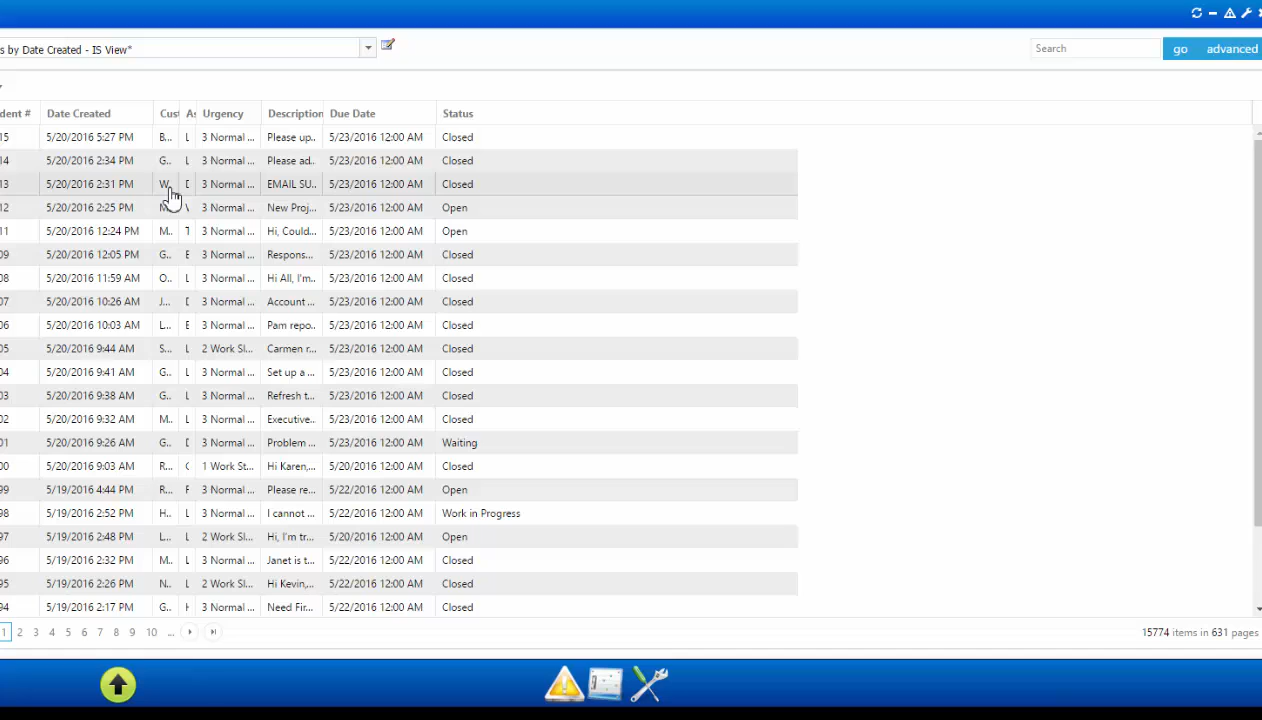 s by Date Created - IS View*
Search go advanced
dent # Date Created Cust As Urgency Description Due Date Status
15 5/20/2016 5:27 PM B... L 3 Normal ... Please up.. 5/23/2016 12:00 AM Closed
14 5/20/2016 2:34 PM G.. L 3 Normal ... Please ad.. 5/23/2016 12:00 AM Closed
13 5/20/2016 2:31 PM W. D 3 Normal ... EMAIL SU.. 5/23/2016 12:00 AM Closed
12 5/20/2016 2:25 PM M.. V 3 Normal ... New Proj... 5/23/2016 12:00 AM Open
11 5/20/2016 12:24 PM M.. T 3 Normal ... Hi, Could... 5/23/2016 12:00 AM Open
09 5/20/2016 12:05 PM G.. E 3 Normal ... Respons... 5/23/2016 12:00 AM Closed
08 5/20/2016 11:59 AM O.. L 3 Normal ... Hi All, I'm.. 5/23/2016 12:00 AM Closed
07 5/20/2016 10:26 AM J... D 3 Normal ... Account ... 5/23/2016 12:00 AM Closed
06 5/20/2016 10:03 AM L... E 3 Normal ... Pam repo.. 5/23/2016 12:00 AM Closed
05 5/20/2016 9:44 AM S... L 2 Work Sl... Carmen r... 5/23/2016 12:00 AM Closed
04 5/20/2016 9:41 AM G.. L 3 Normal ... Set up a ... 5/23/2016 12:00 AM Closed
03 5/20/2016 9:38 AM G.. L 3 Normal ... Refresh t... 5/23/2016 12:00 AM Closed
02 5/20/2016 9:32 AM M.. L 3 Normal ... Executive.. 5/23/2016 12:00 AM Closed
01 5/20/2016 9:26 AM G.. D 3 Normal ... Problem ... 5/23/2016 12:00 AM Waiting
00 5/20/2016 9:03 AM R... C 1 Work St... Hi Karen,... 5/20/2016 12:00 AM Closed
99 5/19/2016 4:44 PM R... F 3 Normal ... Please re... 5/22/2016 12:00 AM Open
98 5/19/2016 2:52 PM H.. L 3 Normal ... I cannot ... 5/22/2016 12:00 AM Work in Progress
97 5/19/2016 2:48 PM L... L 2 Work Sl... Hi, I'm tr... 5/20/2016 12:00 AM Open
96 5/19/2016 2:32 PM M.. L 3 Normal ... Janet is t... 5/22/2016 12:00 AM Closed
95 5/19/2016 2:26 PM N.. L 2 Work Sl... Hi Kevin,... 5/22/2016 12:00 AM Closed
94 5/19/2016 2:17 PM G.. H 3 Normal ... Need Fir... 5/22/2016 12:00 AM Closed
1 2 3 4 5 6 7 8 9 10 ... 15774 items in 631 pages